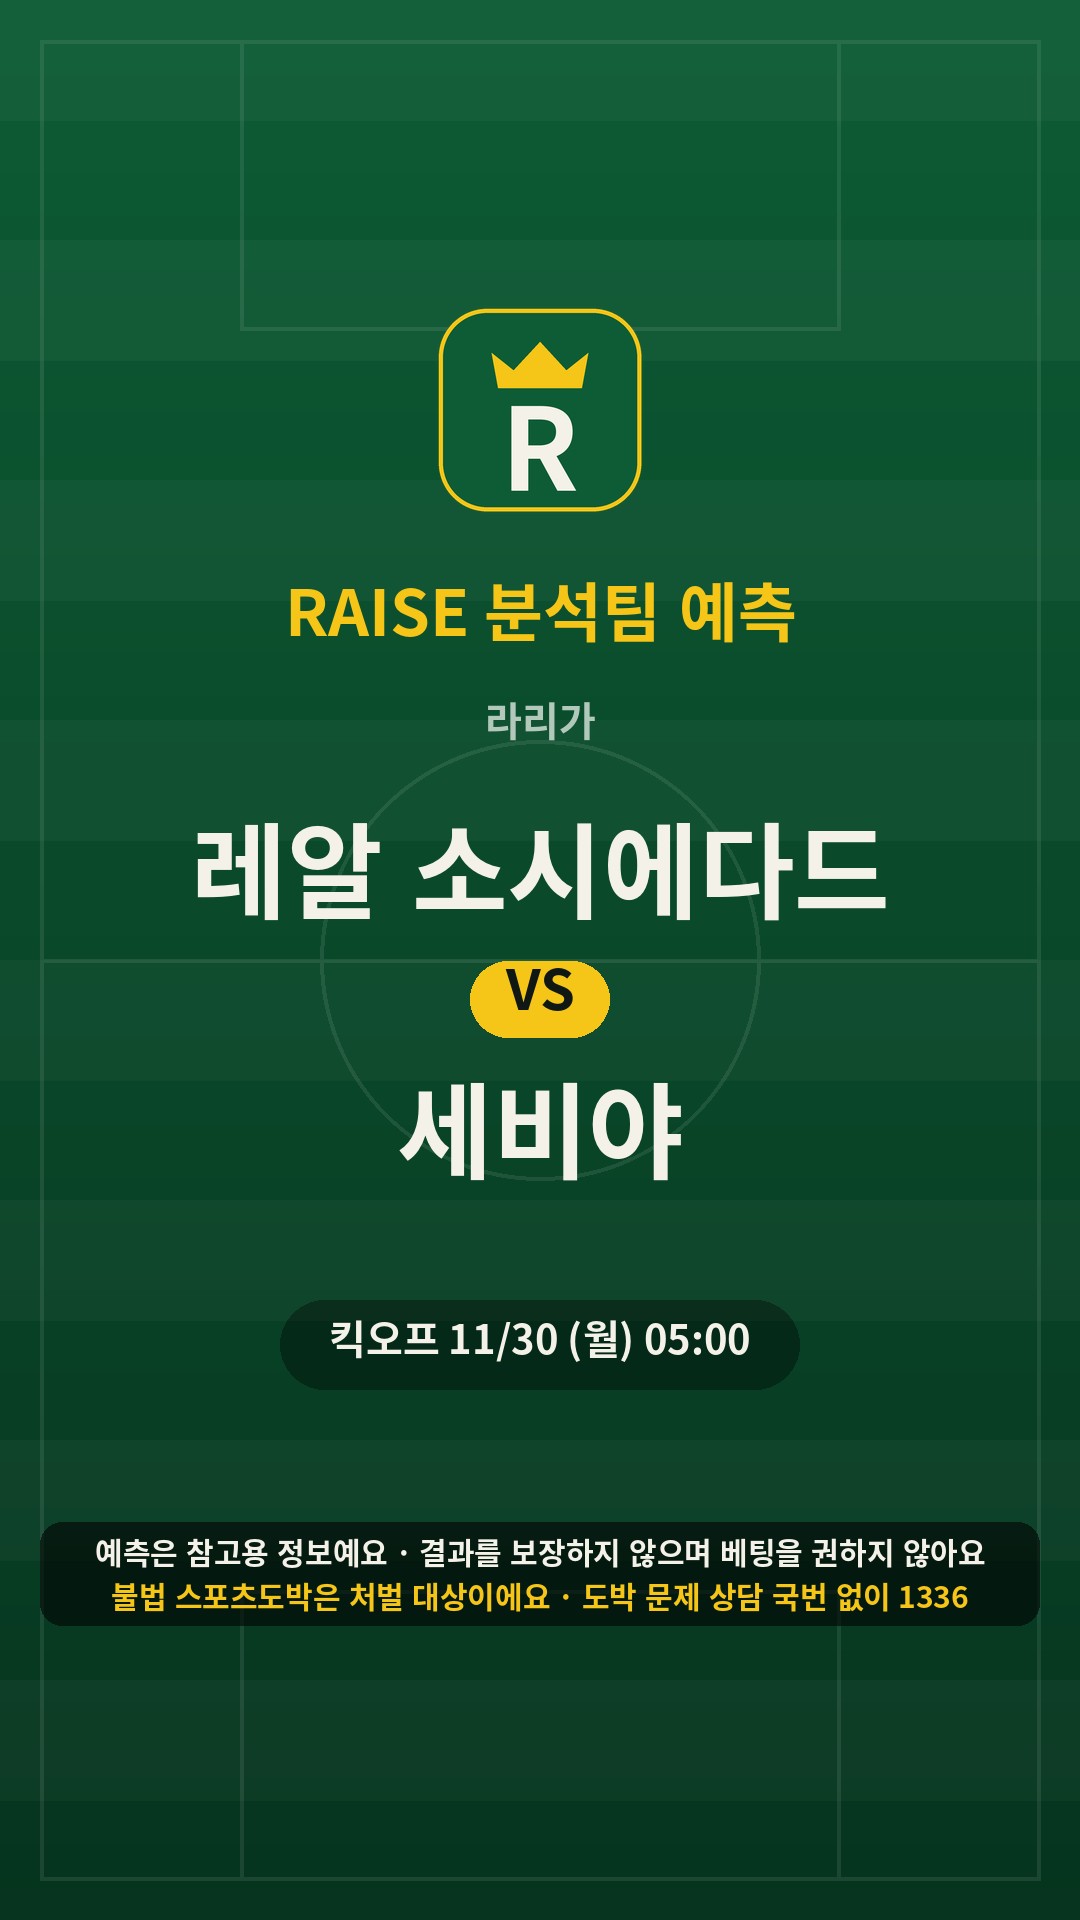 R
RAISE 분석팀 예측
라리가
레알 소시에다드
VS
세비야
킥오프 11/30 (월) 05:00
예측은 참고용 정보예요 · 결과를 보장하지 않으며 베팅을 권하지 않아요
불법 스포츠도박은 처벌 대상이에요 · 도박 문제 상담 국번 없이 1336